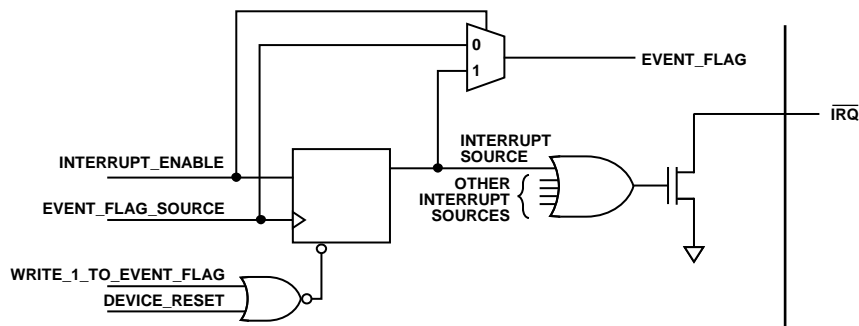 0
EVENT_FLAG
1
IRQ
INTERRUPT
SOURCE
INTERRUPT_ENABLE
OTHER
INTERRUPT
SOURCES
EVENT_FLAG_SOURCE
WRITE_1_TO_EVENT_FLAG
DEVICE_RESET